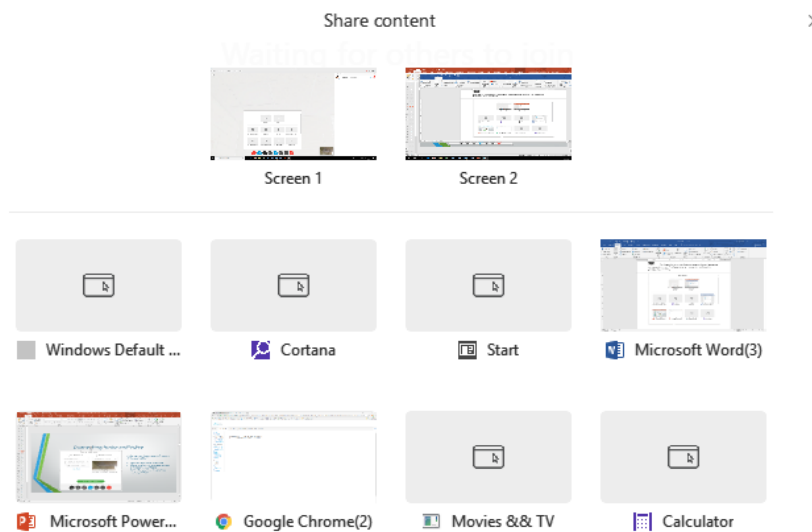 Share content
Waiting for others to join
Screen 1
Screen 2
Windows Default ...
Cortana
Start
Microsoft Word(3)
Microsoft Power...
Google Chrome(2)
Movies && TV
Calculator